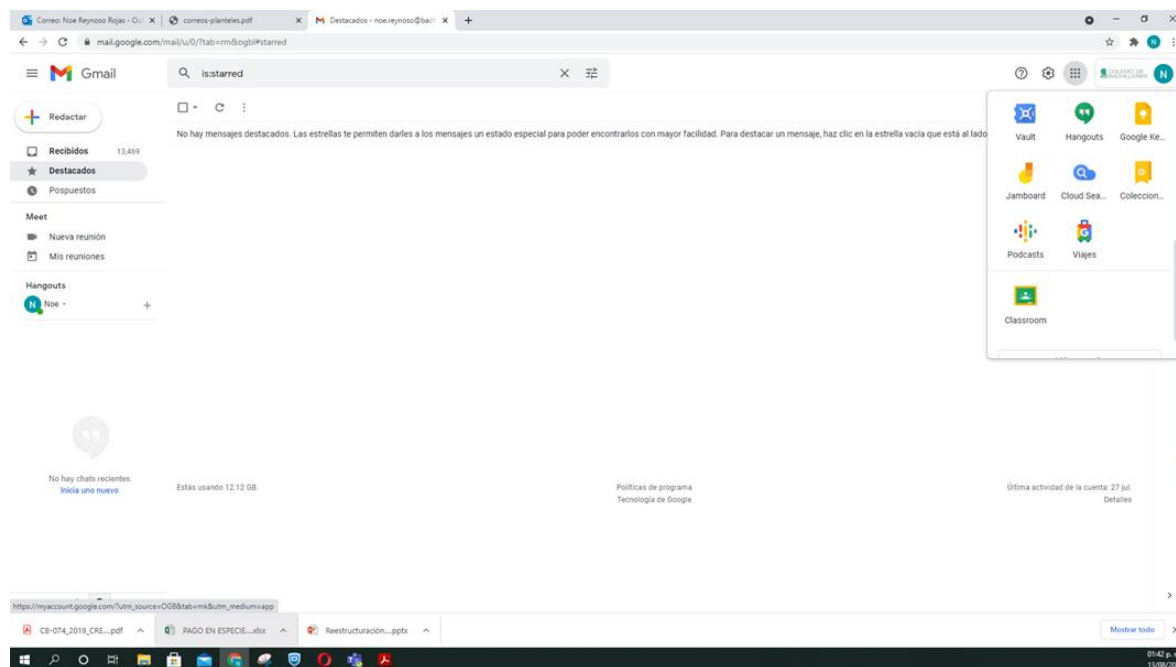 Correo: Noe Reynoso Rojas - Ou
correos-planteles.pdf
Destacados - noe.reynoso@bach
mail.google.com/mail/u/0/?tab=rm&ogbl#starred
Gmail
is:starred
COLEGIO DE
BACHILLERES
N
Redactar
No hay mensajes destacados. Las estrellas te permiten darles a los mensajes un estado especial para poder encontrarlos con mayor facilidad. Para destacar un mensaje, haz clic en la estrella vacía que está al lado
Recibidos 13,469
Destacados
Pospuestos
Meet
Nueva reunión
Mis reuniones
Hangouts
N Noe
Vault Hangouts Google Ke...
Jamboard Cloud Sea... Coleccion...
Podcasts Viajes
Classroom
No hay chats recientes.
Inicia uno nuevo
Estás usando 12.12 GB.
Políticas de programa
Tecnología de Google
Última actividad de la cuenta: 27 jul.
Detalles
https://myaccount.google.com/?utm_source=OGB&tab=mk&utm_medium=app
CB-074_2019_CRE....pdf
PAGO EN ESPECIE....xlsx
Reestructuración....pptx
Mostrar todo
01:42 p.